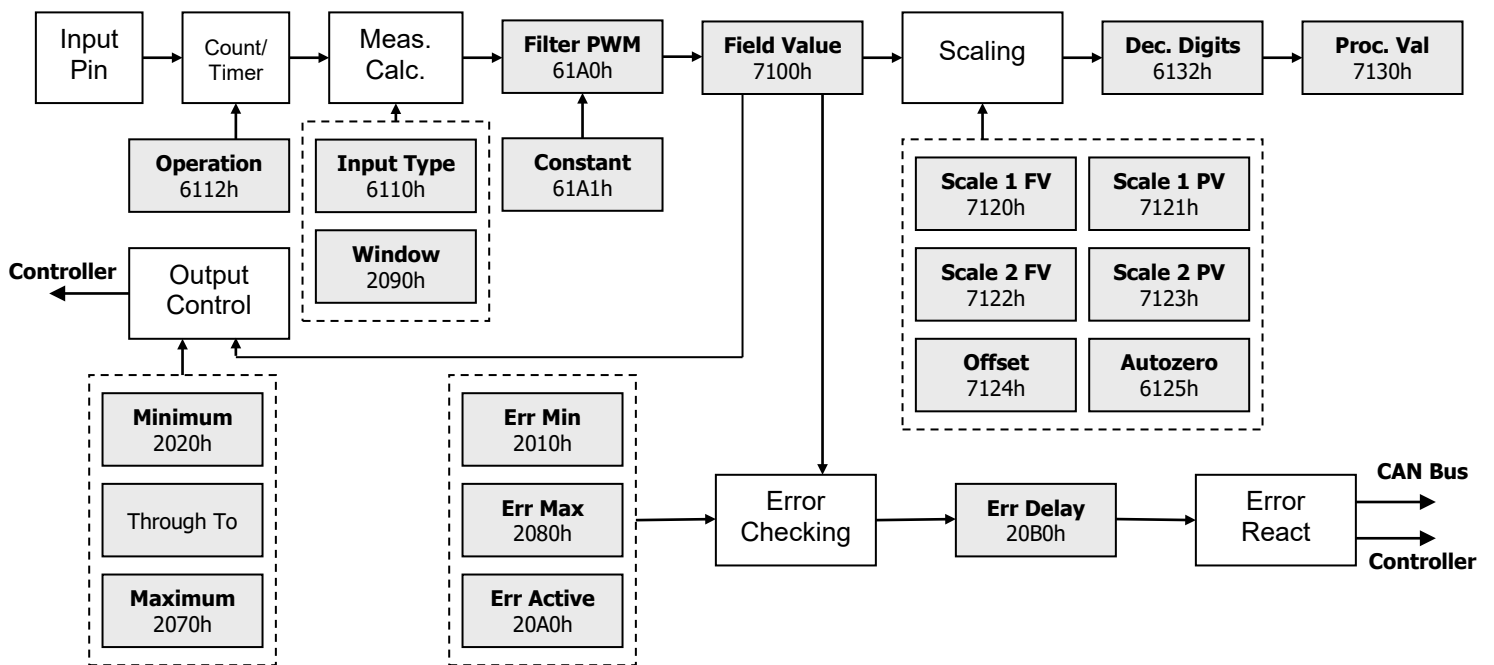 Input
Pin
Count/
Timer
Meas.
Calc.
Filter PWM
61A0h
Field Value
7100h
Scaling
Dec. Digits
6132h
Proc. Val
7130h
Operation
6112h
Input Type
6110h
Window
2090h
Constant
61A1h
Scale 1 FV
7120h
Scale 1 PV
7121h
Scale 2 FV
7122h
Scale 2 PV
7123h
Offset
7124h
Autozero
6125h
Controller
Output
Control
Minimum
2020h
Through To
Maximum
2070h
Err Min
2010h
Err Max
2080h
Err Active
20A0h
Error
Checking
Err Delay
20B0h
Error
React
CAN Bus
Controller